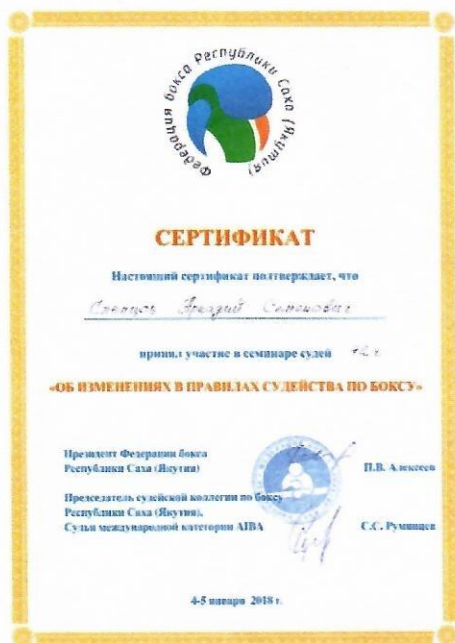 Федерация бокса Республики Саха (Якутия)
СЕРТИФИКАТ
Настоящий сертификат подтверждает, что
Семенович
принял участие в семинаре судей 12 ч
«ОБ ИЗМЕНЕНИЯХ В ПРАВИЛАХ СУДЕЙСТВА ПО БОКСУ»
Президент Федерации бокса
Республики Саха (Якутия) П.В. Алексеев
Председатель судейской коллегии по боксу
Республики Саха (Якутия),
Судья международной категории AIBA С.С. Румянцев
4-5 января 2018 г.